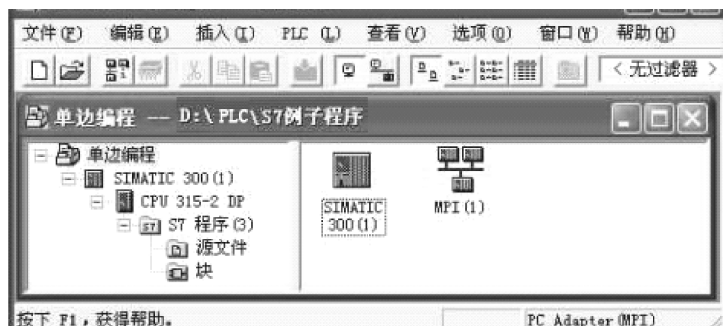 文件(F) 编辑(E) 插入(I) PLC (L) 查看(V) 选项(O) 窗口(W) 帮助(H)
< 无过滤器 >
单边编程 -- D:\PLC\S7例子程序
单边编程
SIMATIC 300(1)
CPU 315-2 DP
S7 程序(3)
源文件
块
SIMATIC
300(1)
MPI(1)
按下 F1，获得帮助。 PC Adapter(MPI)